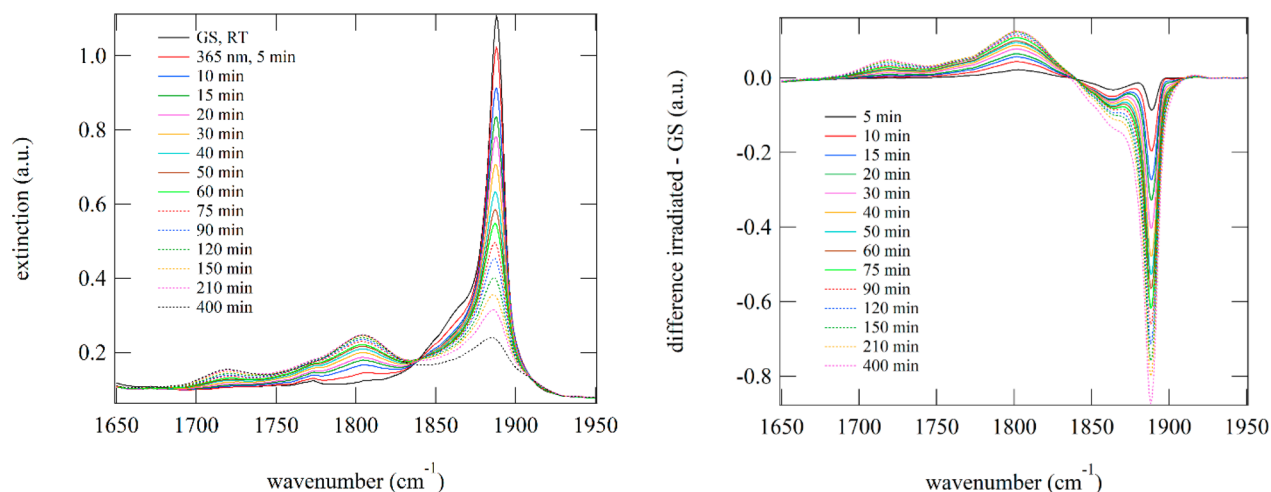 GS, RT
365 nm, 5 min
10 min
15 min
20 min
30 min
40 min
50 min
60 min
75 min
90 min
120 min
150 min
210 min
400 min
1.0
0.8
0.6
0.4
0.2
extinction (a.u.)
1650 1700 1750 1800 1850 1900 1950
wavenumber (cm-1)
0.0
-0.2
-0.4
-0.6
-0.8
difference irradiated - GS (a.u.)
5 min
10 min
15 min
20 min
30 min
40 min
50 min
60 min
75 min
90 min
120 min
150 min
210 min
400 min
1650 1700 1750 1800 1850 1900 1950
wavenumber (cm-1)